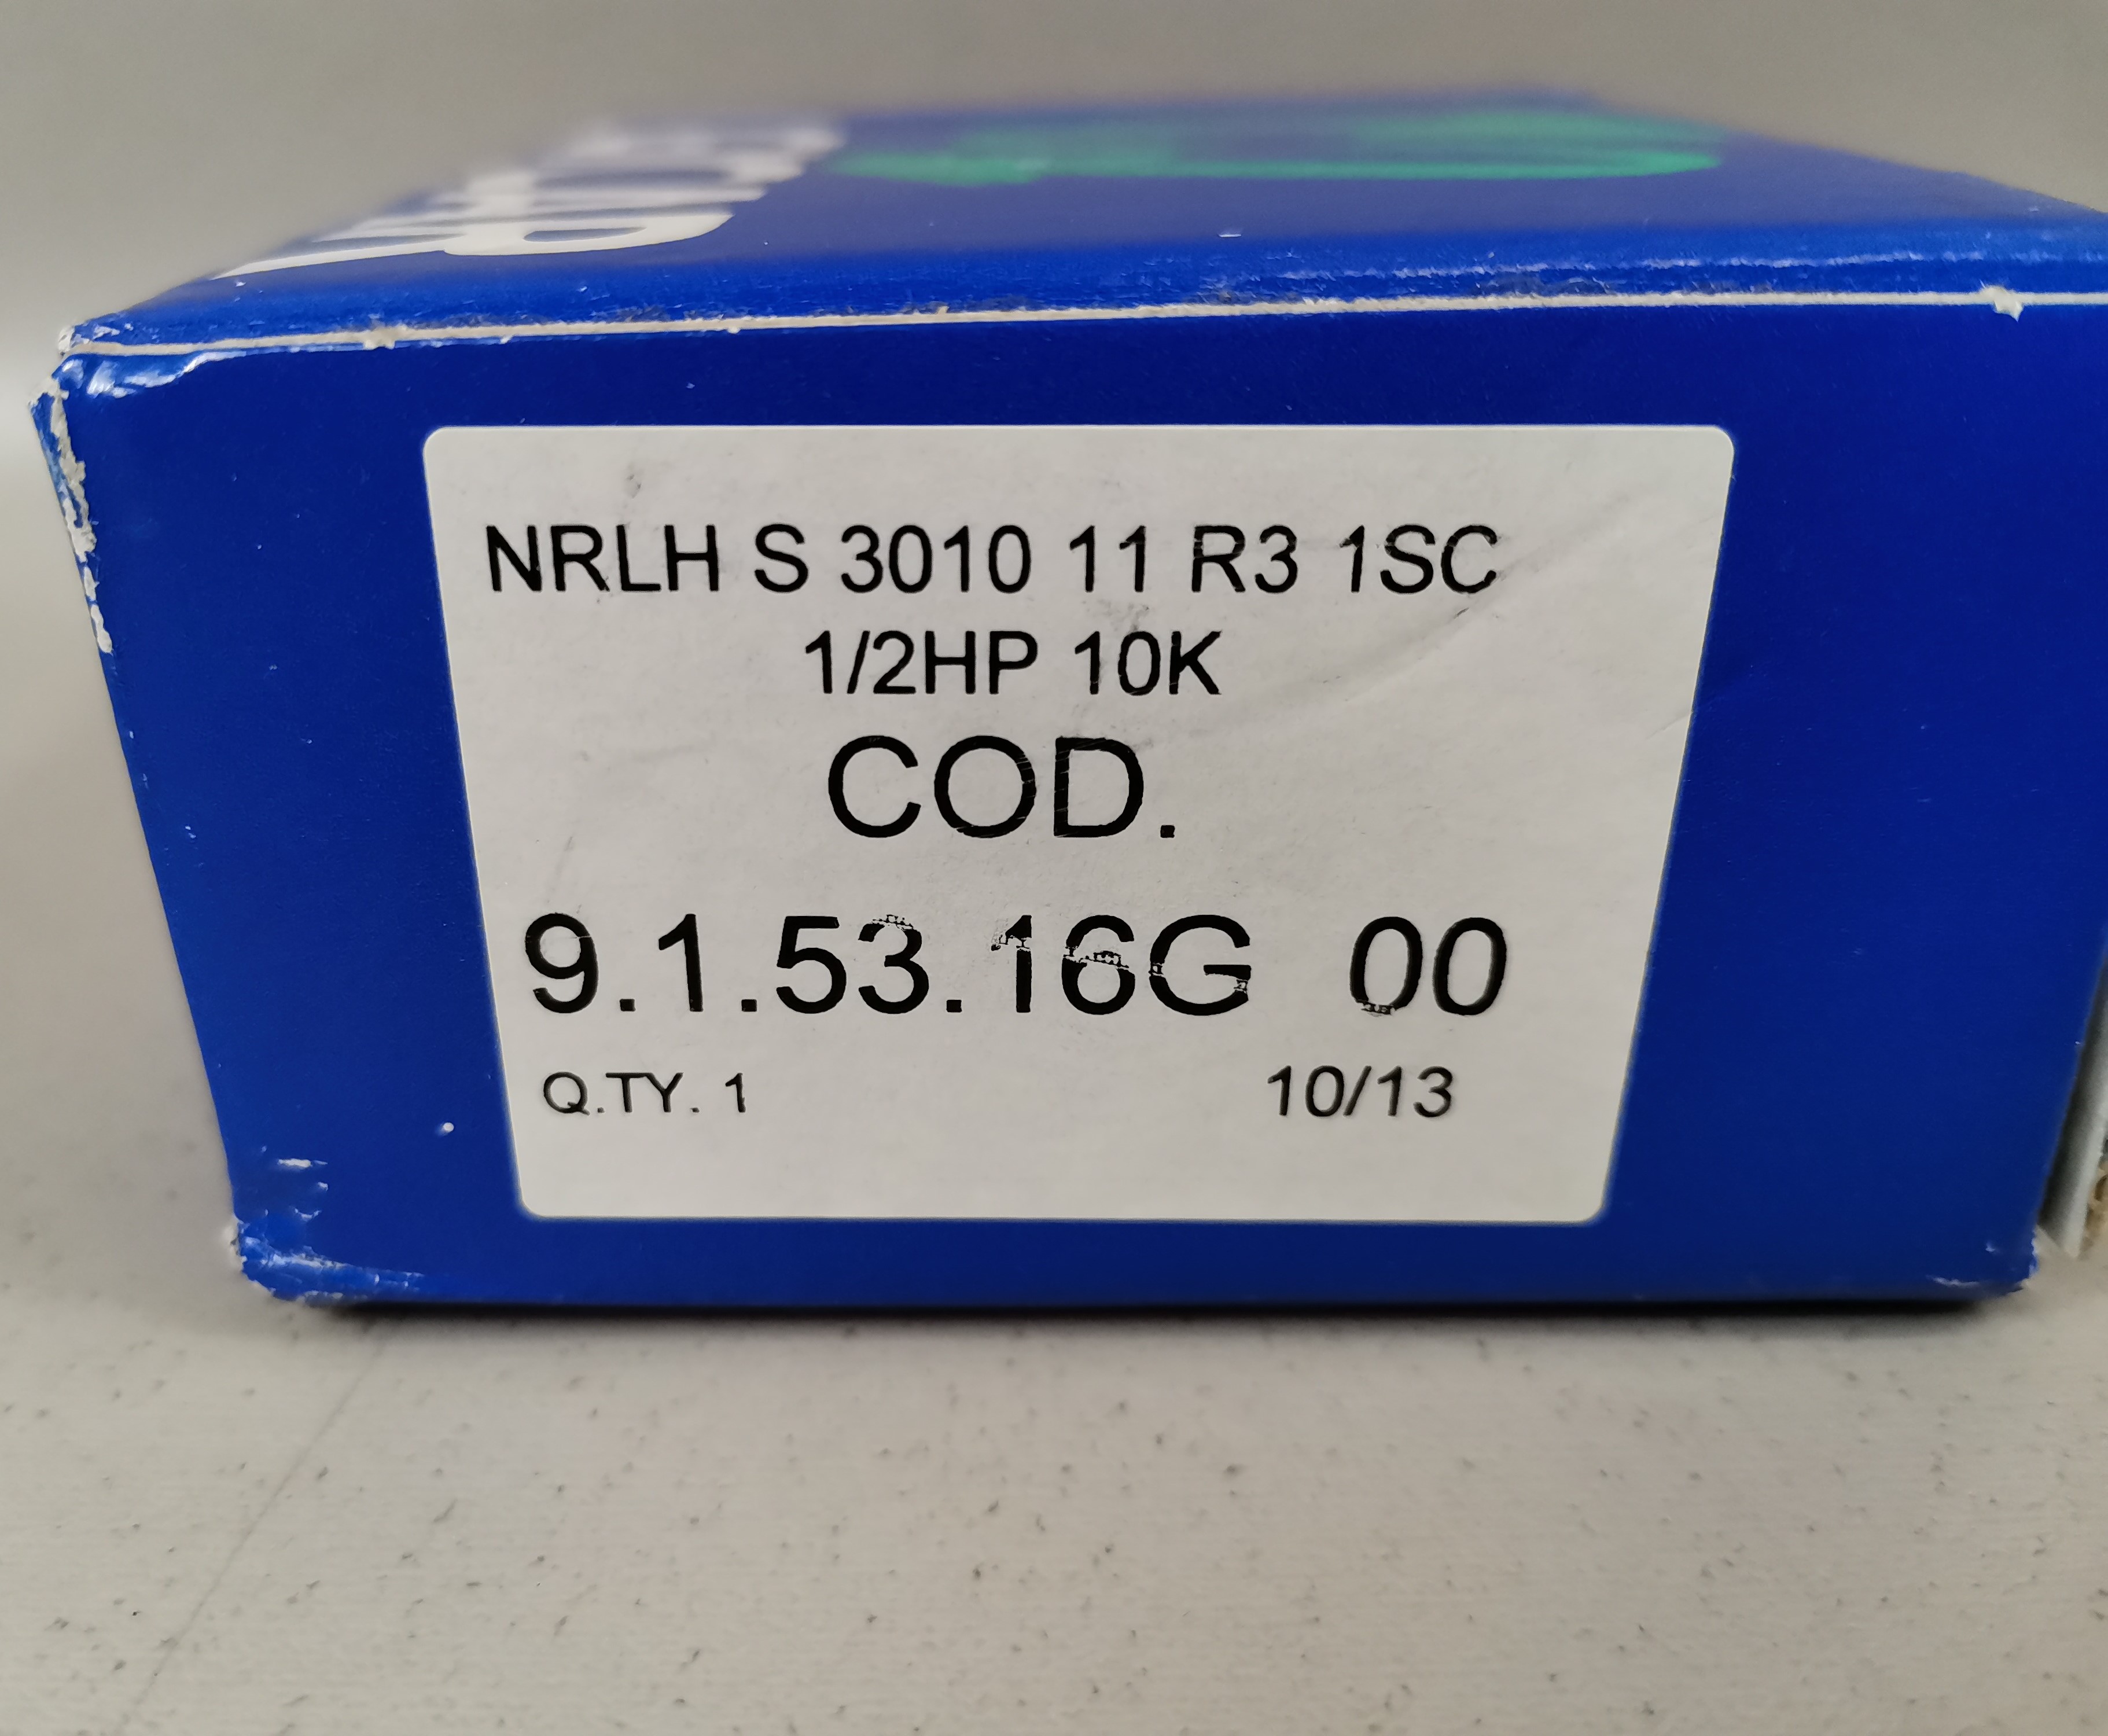 NRLH S 3010 11 R3 1SC
1/2HP 10K
COD.
9.1.53.16G 00
Q.TY. 1 10/13